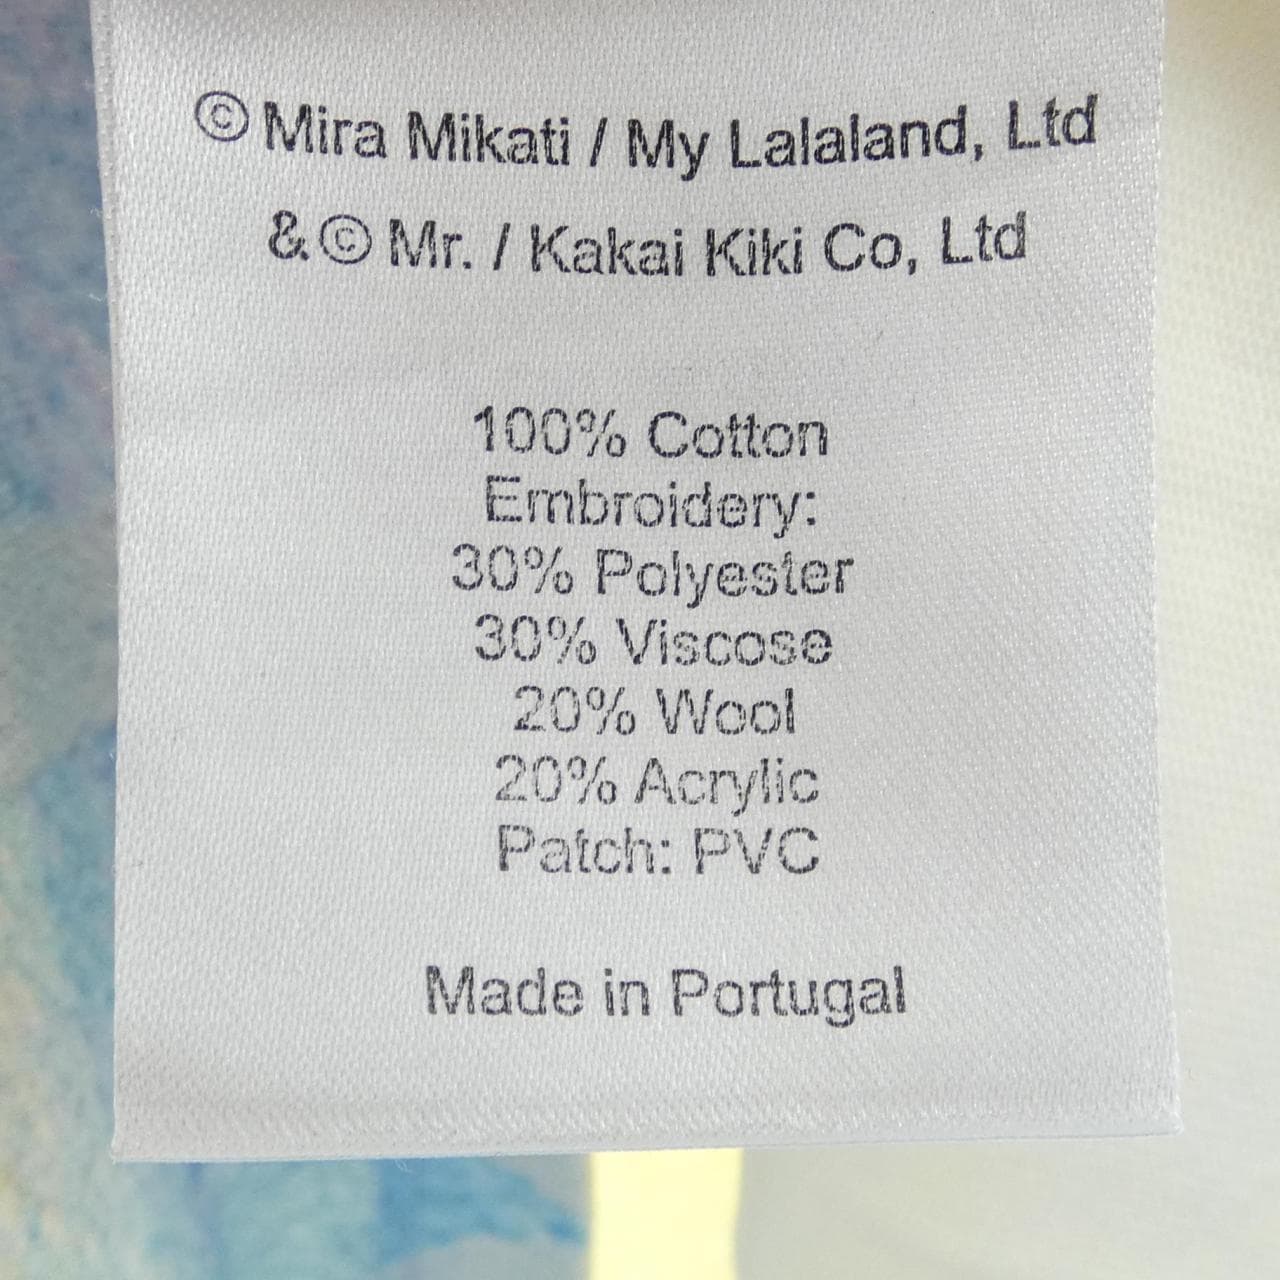 © Mira Mikati / My Lalaland, Ltd
& © Mr. / Kakai Kiki Co, Ltd
100% Cotton
Embroidery:
30% Polyester
30% Viscose
20% Wool
20% Acrylic
Patch: PVC
Made in Portugal